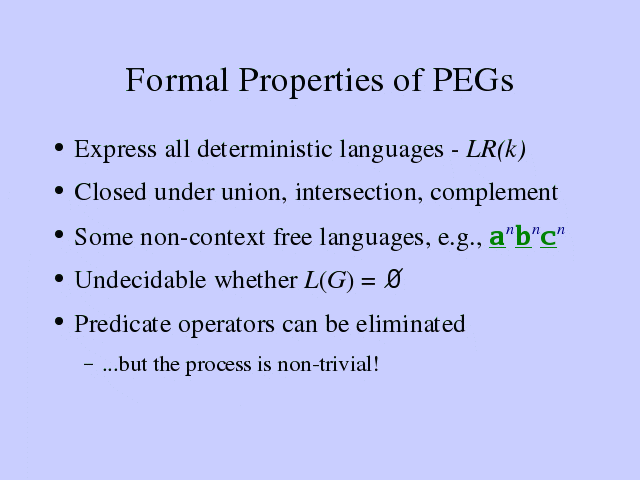 Formal Properties of PEGs
• Express all deterministic languages - LR(k)
• Closed under union, intersection, complement
• Some non-context free languages, e.g., aⁿbⁿcⁿ
• Undecidable whether L(G) = ∅
• Predicate operators can be eliminated
– ...but the process is non-trivial!